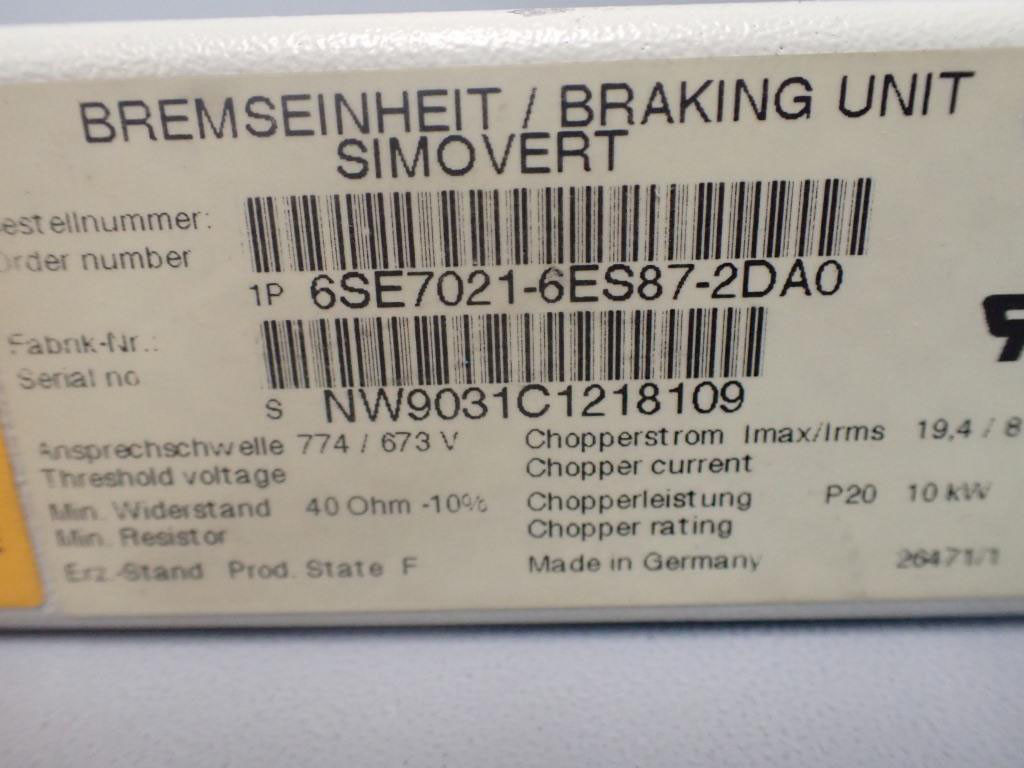 BREMSEINHEIT / BRAKING UNIT
SIMOVERT
estellnummer:
rder number
1P 6SE7021-6ES87-2DA0
Fabrik-Nr.:
Serial no
S NW9031C1218109
Ansprechschwelle 774 / 673 V
Threshold voltage
Min. Widerstand 40 Ohm -10%
Min. Resistor
Erz.-Stand Prod. State F
Chopperstrom Imax/Irms 19,4 / 8
Chopper current
Chopperleistung P20 10 kW
Chopper rating
Made in Germany 26471/1